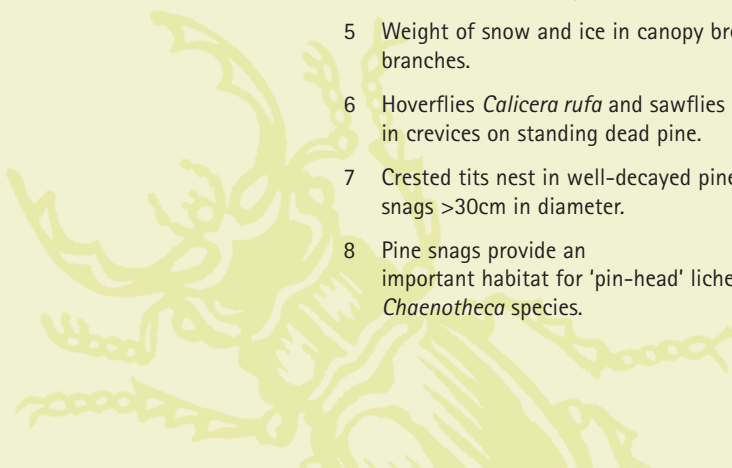 5 Weight of snow and ice in canopy
branches.
6 Hoverflies Calicera rufa and sawflies
in crevices on standing dead pine.
7 Crested tits nest in well-decayed pine
snags >30cm in diameter.
8 Pine snags provide an
important habitat for 'pin-head'
Chaenotheca species.